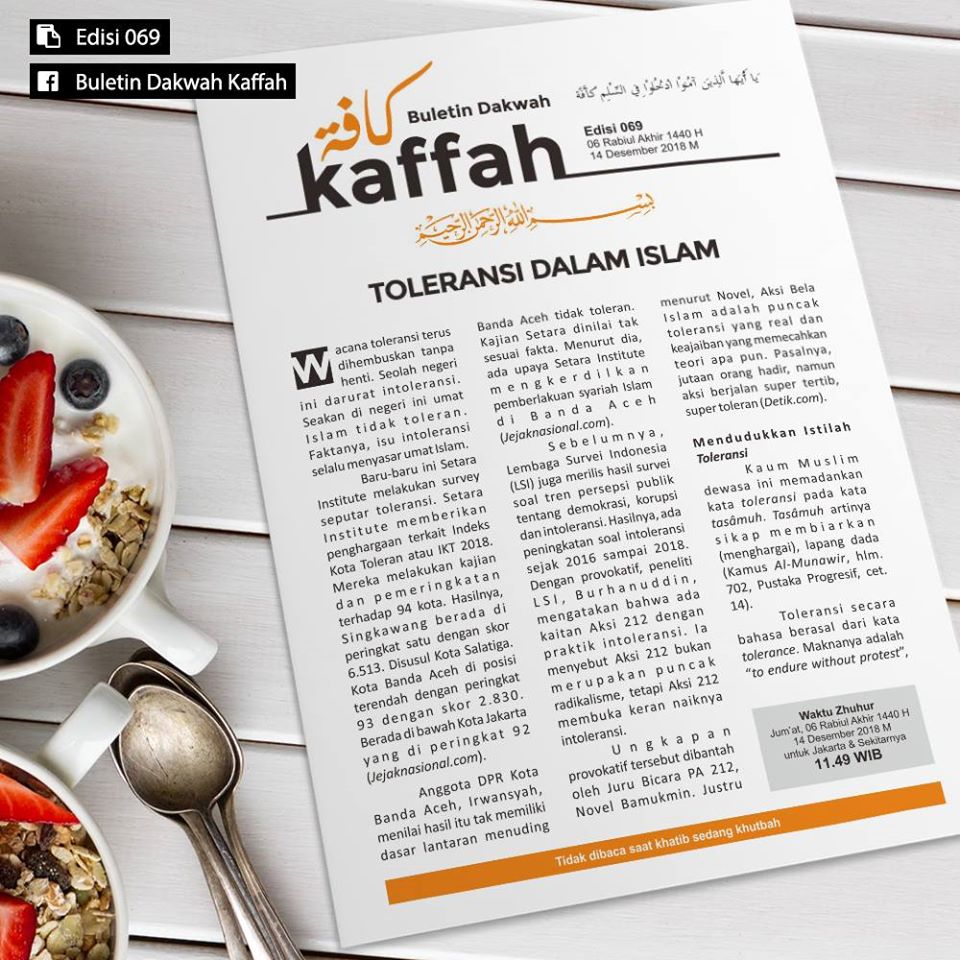 Edisi 069
Buletin Dakwah Kaffah
كافة
Buletin Dakwah
kaffah
يَا أَيُّهَا الَّذِينَ آمَنُوا ادْخُلُوا فِي السِّلْمِ كَافَّةً
Edisi 069
06 Rabiul Akhir 1440 H
14 Desember 2018 M
بِسْمِ اللَّهِ الرَّحْمَنِ الرَّحِيمِ
TOLERANSI DALAM ISLAM
Wacana toleransi terus
dihembuskan tanpa
henti. Seolah negeri
ini darurat intoleransi.
Seakan di negeri ini umat
Islam tidak toleran.
Faktanya, isu intoleransi
selalu menyasar umat Islam.
Baru-baru ini Setara
Institute melakukan survey
seputar toleransi. Setara
Institute memberikan
penghargaan terkait Indeks
Kota Toleran atau IKT 2018.
Mereka melakukan kajian
dan pemeringkatan
terhadap 94 kota. Hasilnya,
Singkawang berada di
peringkat satu dengan skor
6.513. Disusul Kota Salatiga.
Kota Banda Aceh di posisi
terendah dengan peringkat
93 dengan skor 2.830.
Berada di bawah Kota Jakarta
yang di peringkat 92
(Jejaknasional.com).
Anggota DPR Kota
Banda Aceh, Irwansyah,
menilai hasil itu tak memiliki
dasar lantaran menuding
Banda Aceh tidak toleran.
Kajian Setara dinilai tak
sesuai fakta. Menurut dia,
ada upaya Setara Institute
mengkerdilkan
pemberlakuan syariah Islam
di Banda Aceh
(Jejaknasional.com).
Sebelumnya,
Lembaga Survei Indonesia
(LSI) juga merilis hasil survei
soal tren persepsi publik
tentang demokrasi, korupsi
dan intoleransi. Hasilnya, ada
peningkatan soal intoleransi
sejak 2016 sampai 2018.
Dengan provokatif, peneliti
LSI, Burhanuddin,
mengatakan bahwa ada
kaitan Aksi 212 dengan
praktik intoleransi. Ia
menyebut Aksi 212 bukan
merupakan puncak
radikalisme, tetapi Aksi 212
membuka keran naiknya
intoleransi.
Ungkapan
provokatif tersebut dibantah
oleh Juru Bicara PA 212,
Novel Bamukmin. Justru
menurut Novel, Aksi Bela
Islam adalah puncak
toleransi yang real dan
keajaiban yang memecahkan
teori apa pun. Pasalnya,
jutaan orang hadir, namun
aksi berjalan super tertib,
super toleran (Detik.com).
Mendudukkan Istilah
Toleransi
Kaum Muslim
dewasa ini memadankan
kata toleransi pada kata
tasâmuh. Tasâmuh artinya
sikap membiarkan
(menghargai), lapang dada
(Kamus Al-Munawir, hlm.
702, Pustaka Progresif, cet.
14).
Toleransi secara
bahasa berasal dari kata
tolerance. Maknanya adalah
“to endure without protest”,
Waktu Zhuhur
Jum'at, 06 Rabiul Akhir 1440 H
14 Desember 2018 M
untuk Jakarta & Sekitarnya
11.49 WIB
Tidak dibaca saat khatib sedang khutbah